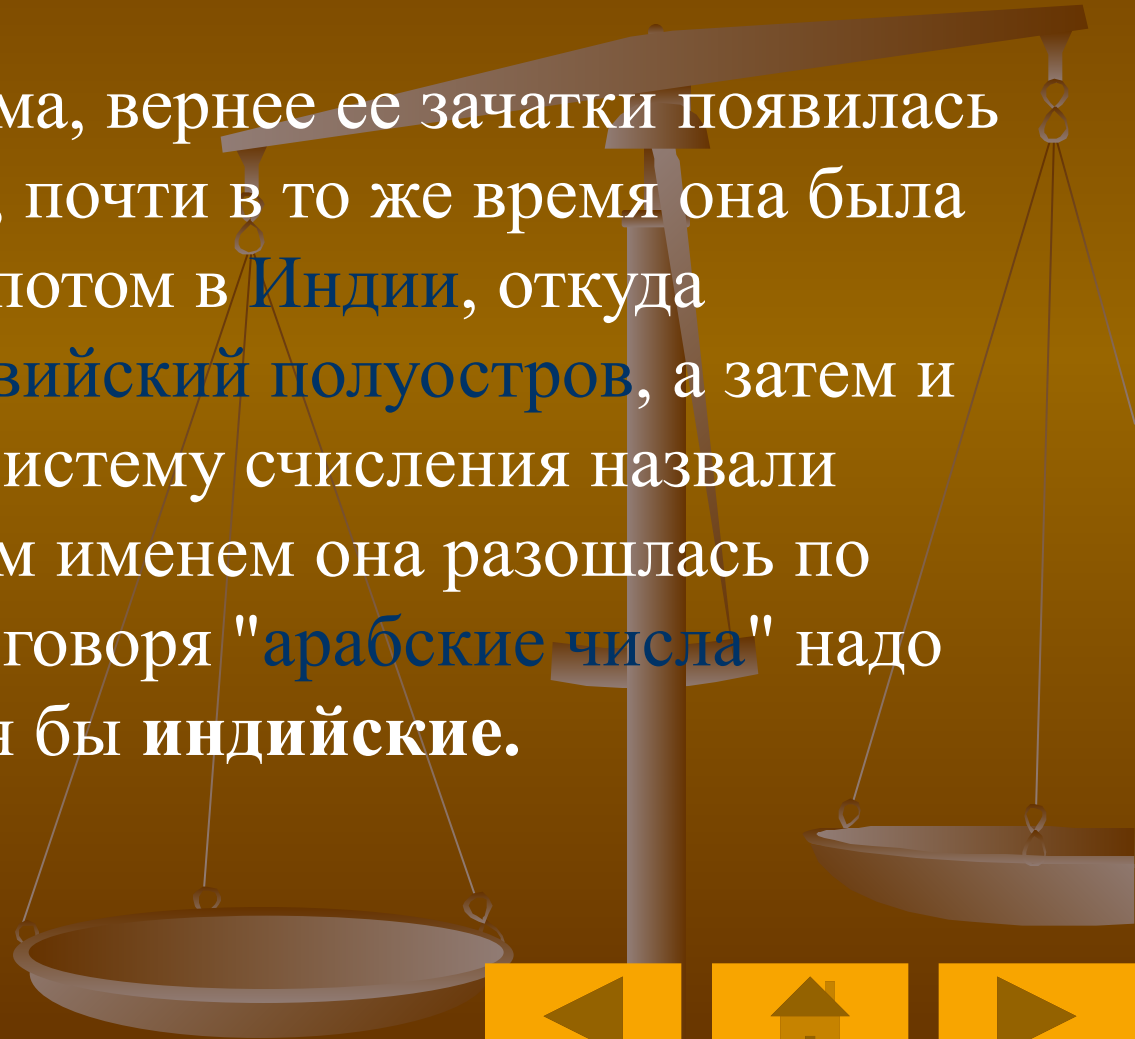 ма, вернее ее зачатки появилась
, почти в то же время она была
потом в Индии, откуда
вийский полуостров, а затем и
истему счисления назвали
м именем она разошлась по
говоря "арабские числа" надо
я бы индийские.